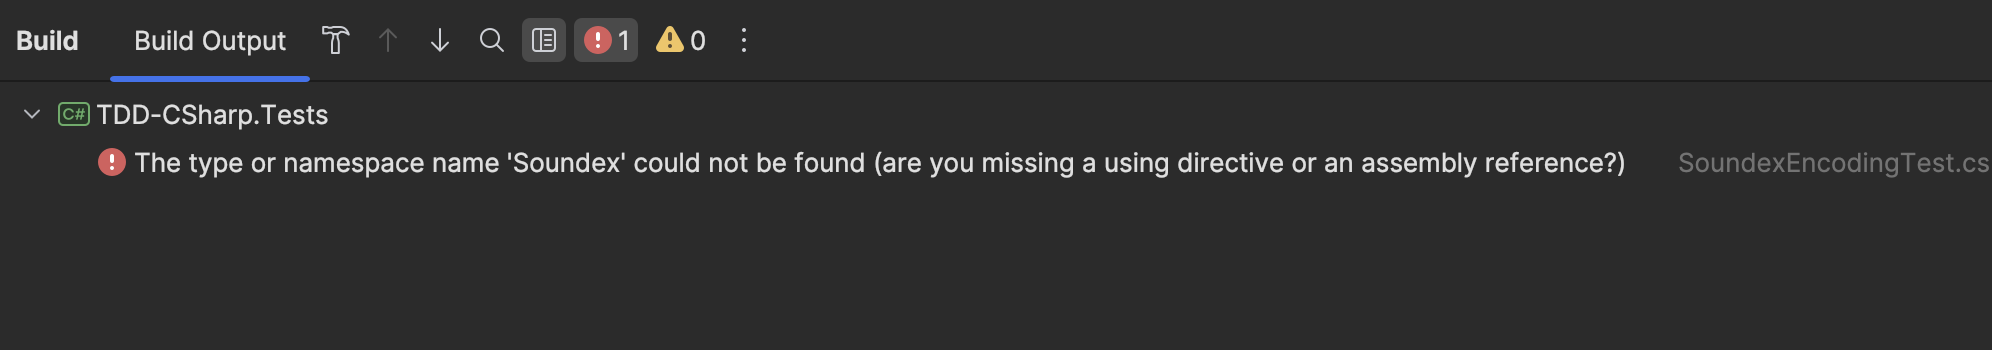 Build Build Output 1 0
C# TDD-CSharp.Tests
The type or namespace name 'Soundex' could not be found (are you missing a using directive or an assembly reference?) SoundexEncodingTest.cs